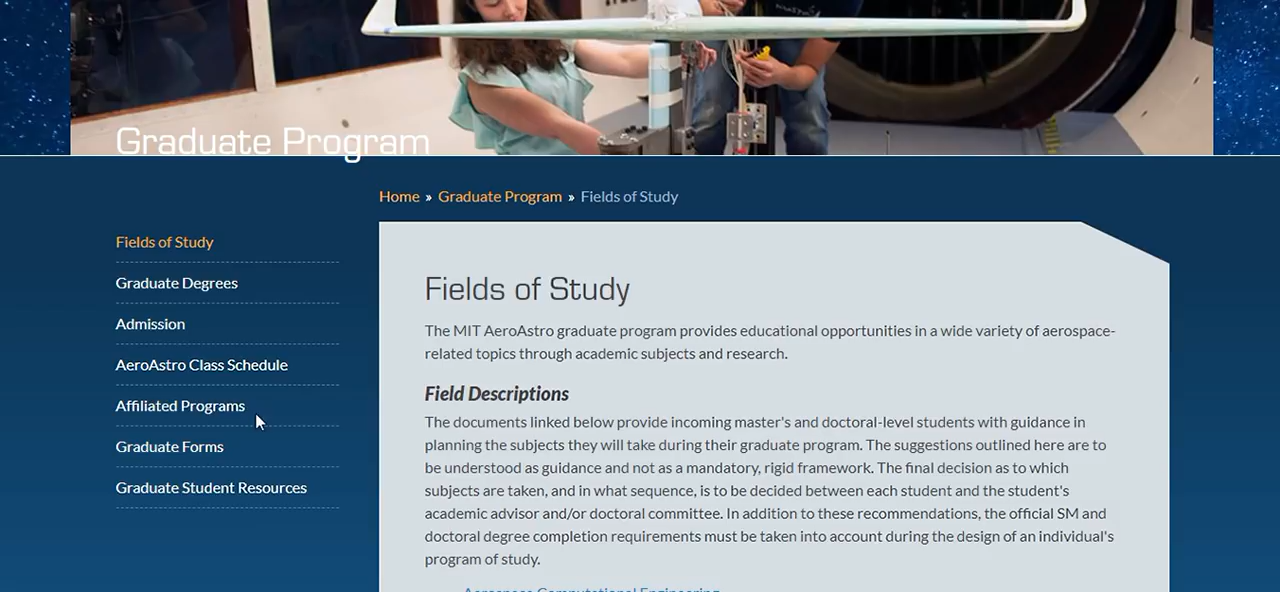 Graduate Program
Home » Graduate Program » Fields of Study
Fields of Study
Graduate Degrees
Admission
AeroAstro Class Schedule
Affiliated Programs
Graduate Forms
Graduate Student Resources
Fields of Study
The MIT AeroAstro graduate program provides educational opportunities in a wide variety of aerospace-
related topics through academic subjects and research.
Field Descriptions
The documents linked below provide incoming master's and doctoral-level students with guidance in
planning the subjects they will take during their graduate program. The suggestions outlined here are to
be understood as guidance and not as a mandatory, rigid framework. The final decision as to which
subjects are taken, and in what sequence, is to be decided between each student and the student's
academic advisor and/or doctoral committee. In addition to these recommendations, the official SM and
doctoral degree completion requirements must be taken into account during the design of an individual's
program of study.
Aerospace Computational Engineering